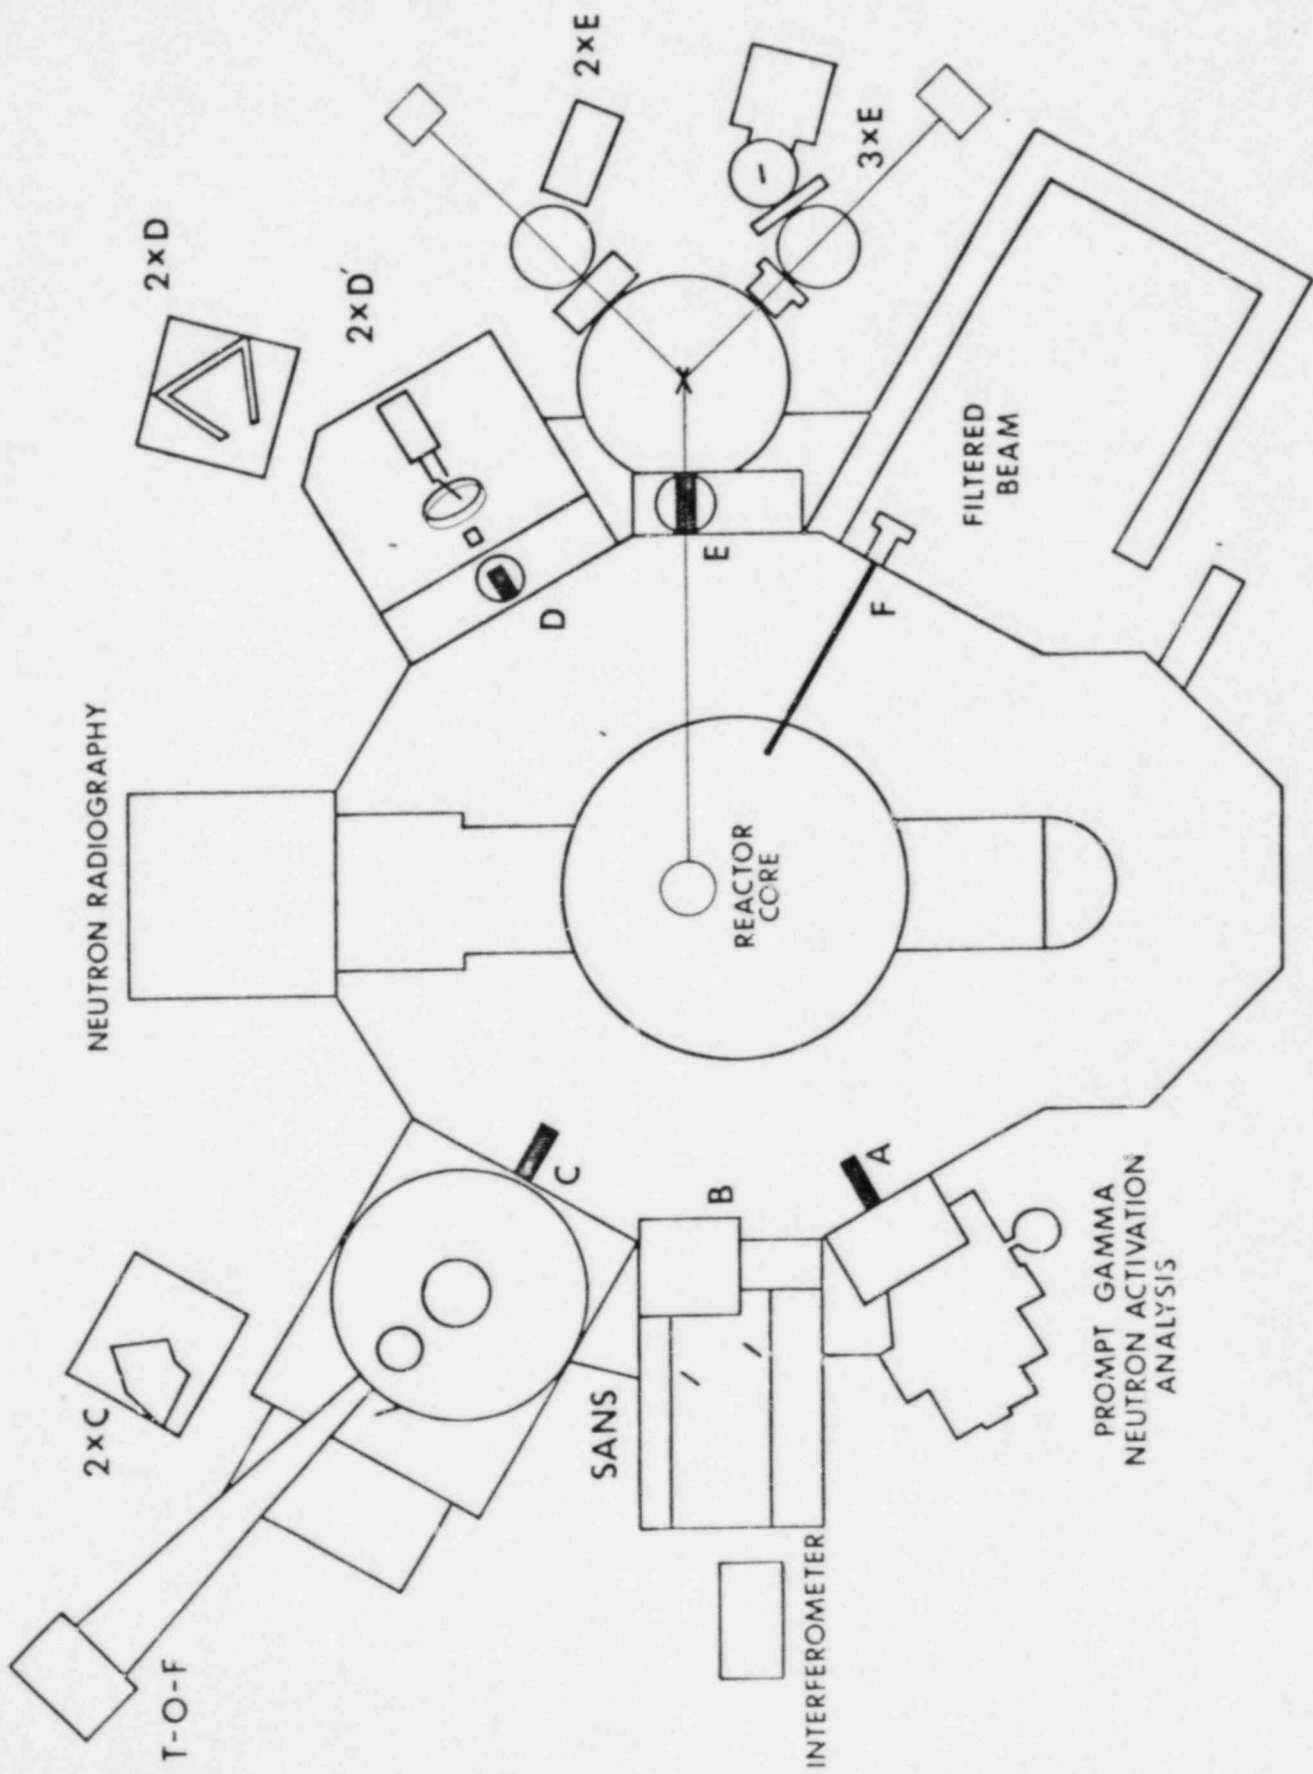 T-O-F
2×C
NEUTRON RADIOGRAPHY
2×D
2×D′
2×E
3×E
SANS
C
D
B
E
A
F
REACTOR
CORE
FILTERED
BEAM
INTERFEROMETER
PROMPT GAMMA
NEUTRON ACTIVATION
ANALYSIS